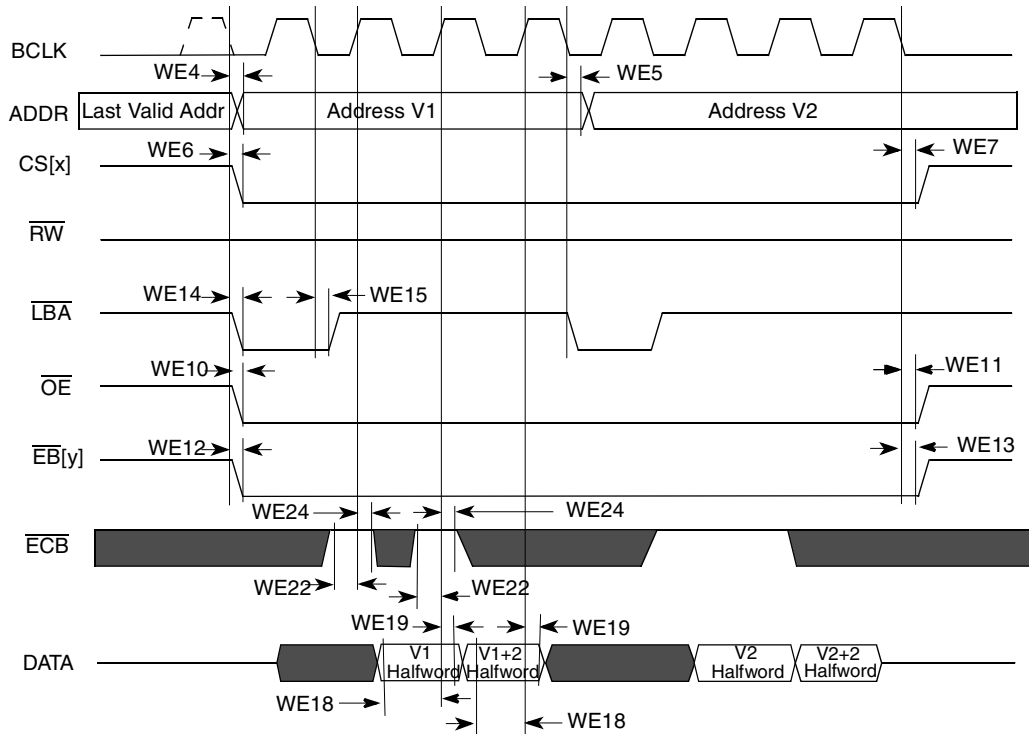 BCLK
WE4
WE5
ADDR
Last Valid Addr
Address V1
Address V2
WE6
WE7
CS[x]
RW
WE14
WE15
LBA
WE10
WE11
OE
WE12
WE13
EB[y]
WE24
WE24
ECB
WE22
WE22
WE19
WE19
DATA
V1
Halfword
V1+2
Halfword
V2
Halfword
V2+2
Halfword
WE18
WE18